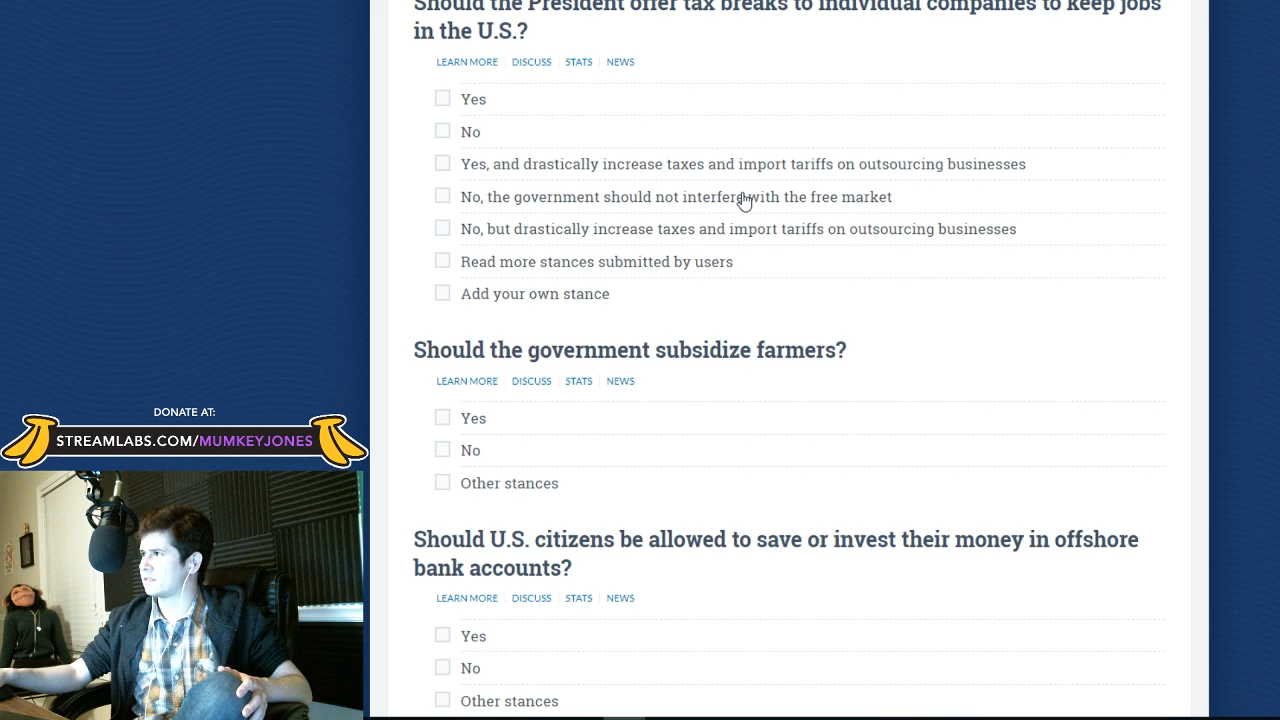 Should the President offer tax breaks to individual companies to keep jobs
in the U.S.?
LEARN MORE DISCUSS STATS NEWS
Yes
No
Yes, and drastically increase taxes and import tariffs on outsourcing businesses
No, the government should not interfere with the free market
No, but drastically increase taxes and import tariffs on outsourcing businesses
Read more stances submitted by users
Add your own stance
Should the government subsidize farmers?
LEARN MORE DISCUSS STATS NEWS
Yes
No
Other stances
Should U.S. citizens be allowed to save or invest their money in offshore
bank accounts?
LEARN MORE DISCUSS STATS NEWS
Yes
No
Other stances
DONATE AT:
STREAMLABS.COM/MUMKEYJONES